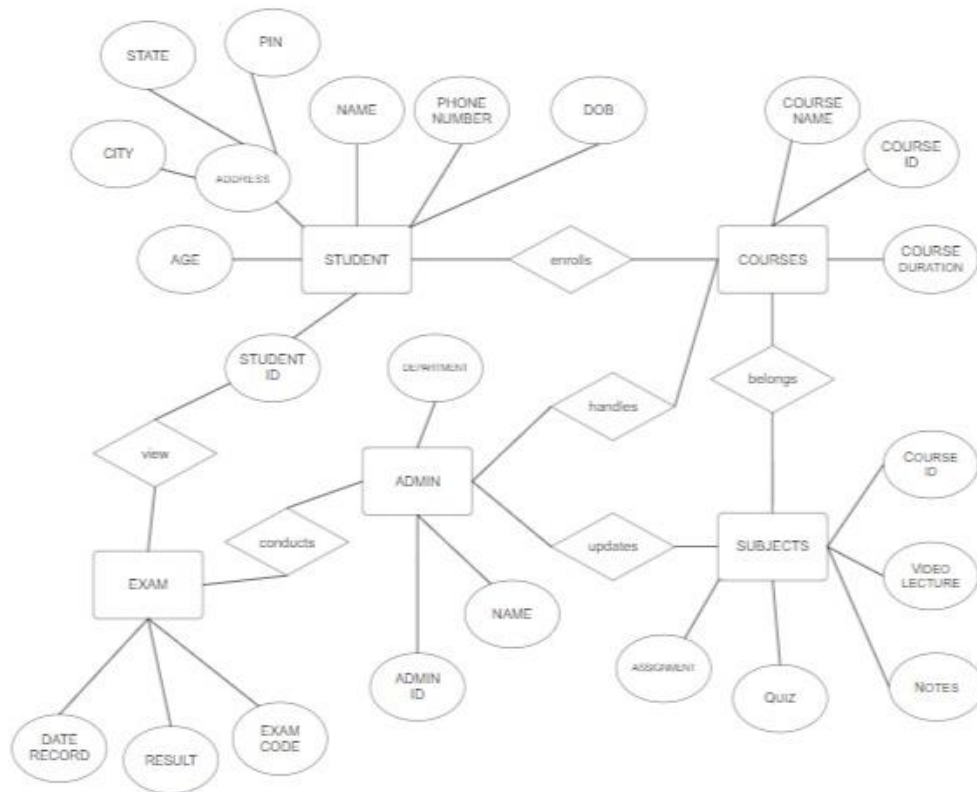 PIN
STATE
NAME
PHONE
NUMBER
DOB
COURSE
NAME
CITY
ADDRESS
COURSE
ID
AGE
STUDENT
enrolls
COURSES
COURSE
DURATION
STUDENT
ID
DEPARTMENT
belongs
handles
view
ADMIN
COURSE
ID
conducts
updates
SUBJECTS
EXAM
VIDEO
LECTURE
NAME
ASSIGNMENT
ADMIN
ID
QUIZ
NOTES
DATE
RECORD
RESULT
EXAM
CODE